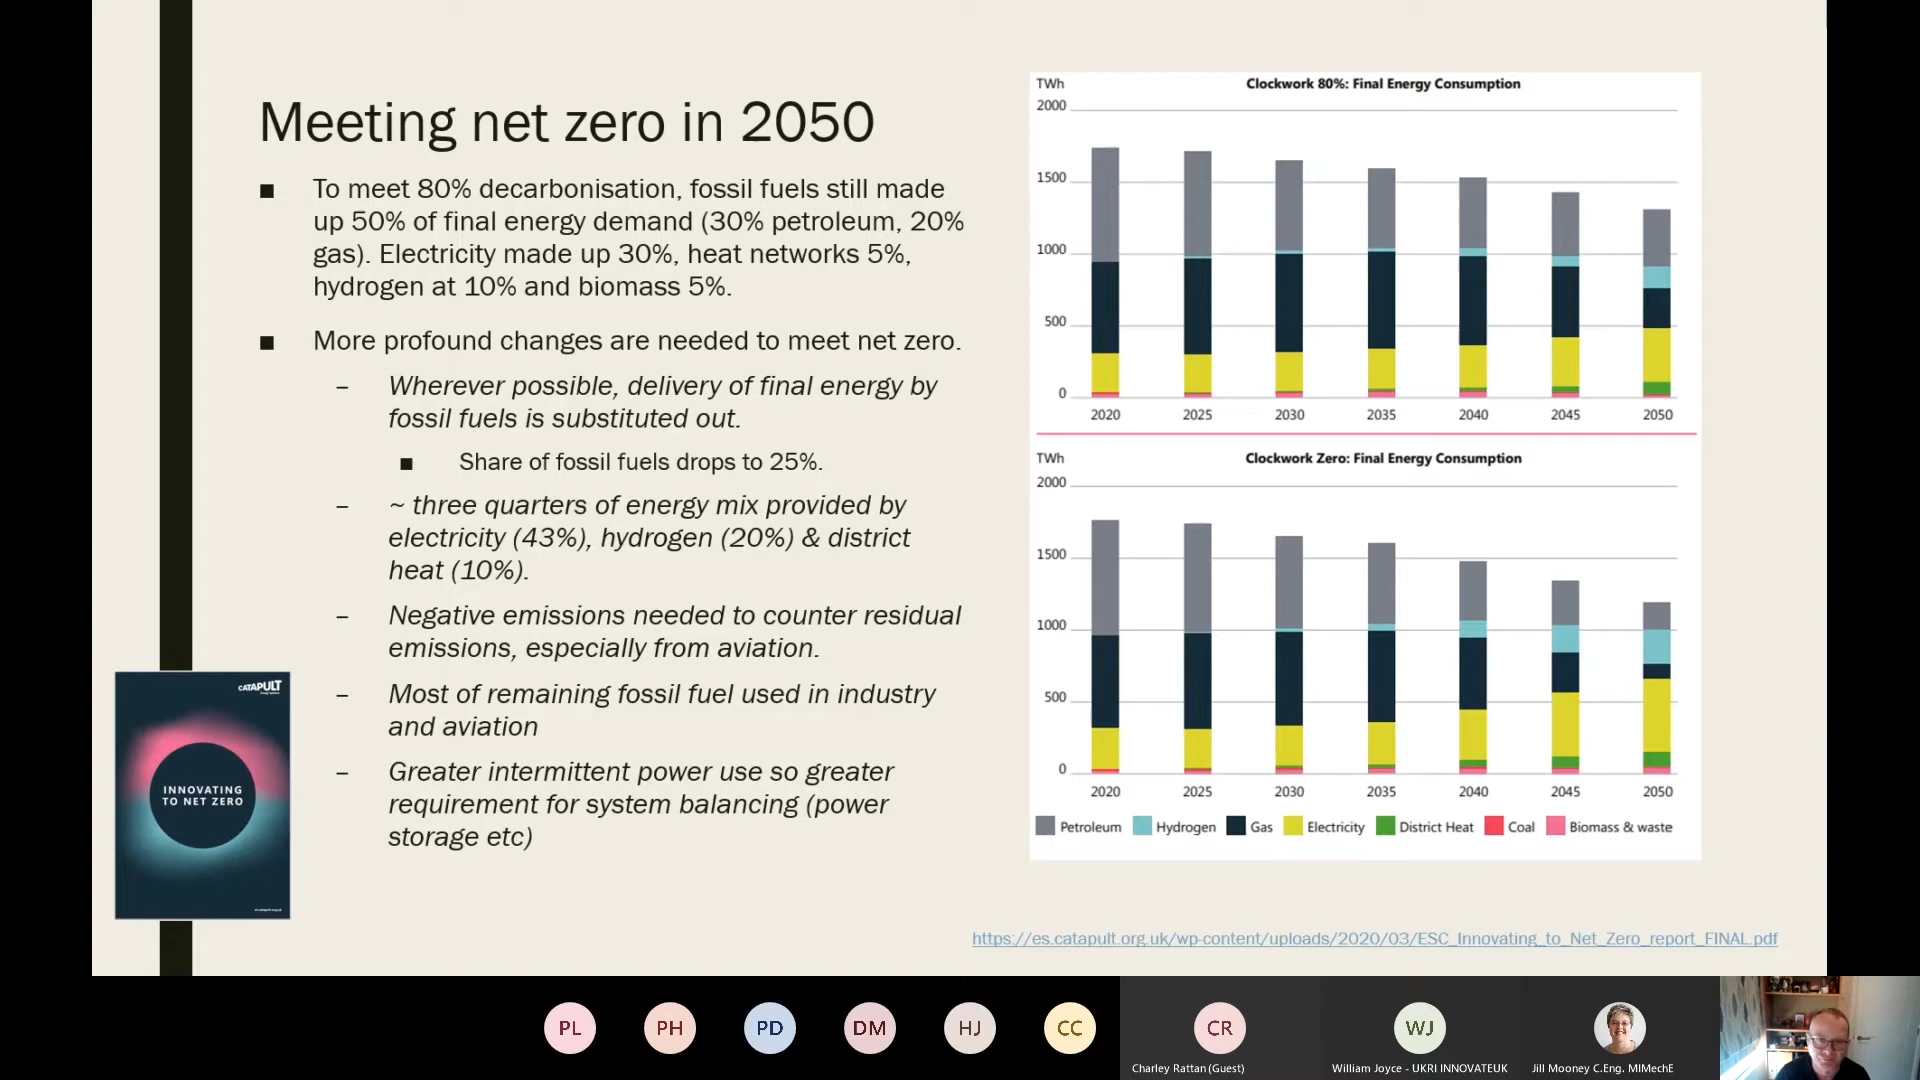 Meeting net zero in 2050
■ To meet 80% decarbonisation, fossil fuels still made
up 50% of final energy demand (30% petroleum, 20%
gas). Electricity made up 30%, heat networks 5%,
hydrogen at 10% and biomass 5%.
■ More profound changes are needed to meet net zero.
– Wherever possible, delivery of final energy by
fossil fuels is substituted out.
■ Share of fossil fuels drops to 25%.
– ~ three quarters of energy mix provided by
electricity (43%), hydrogen (20%) & district
heat (10%).
– Negative emissions needed to counter residual
emissions, especially from aviation.
– Most of remaining fossil fuel used in industry
and aviation
– Greater intermittent power use so greater
requirement for system balancing (power
storage etc)
CATAPULT
INNOVATING
TO NET ZERO
TWh
Clockwork 80%: Final Energy Consumption
2000
1500
1000
500
0
2020 2025 2030 2035 2040 2045 2050
TWh
Clockwork Zero: Final Energy Consumption
2000
1500
1000
500
0
2020 2025 2030 2035 2040 2045 2050
Petroleum Hydrogen Gas Electricity District Heat Coal Biomass & waste
https://es.catapult.org.uk/wp-content/uploads/2020/03/ESC_Innovating_to_Net_Zero_report_FINAL.pdf
PL PH PD DM HJ CC CR WJ
Charley Rattan (Guest) William Joyce - UKRI INNOVATEUK Jill Mooney C.Eng. MIMechE